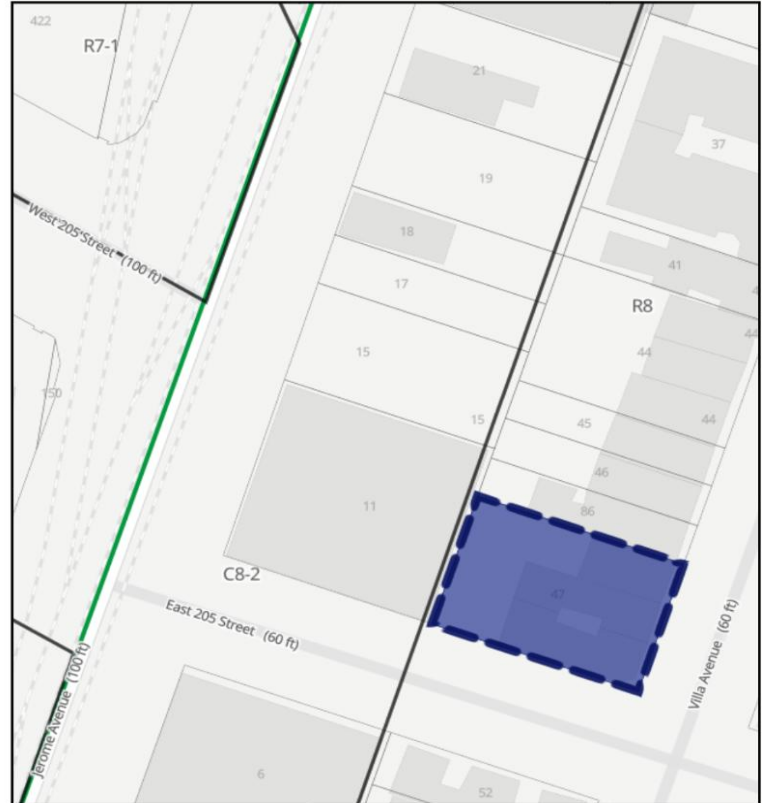 422
R7-1
21
37
19
West 205 Street (100 ft)
18
41
17
R8
44
44
15
150
15
45
44
46
11
86
C8-2
47
East 205 Street (60 ft)
Villa Avenue (60 ft)
Jerome Avenue (100 ft)
6
52